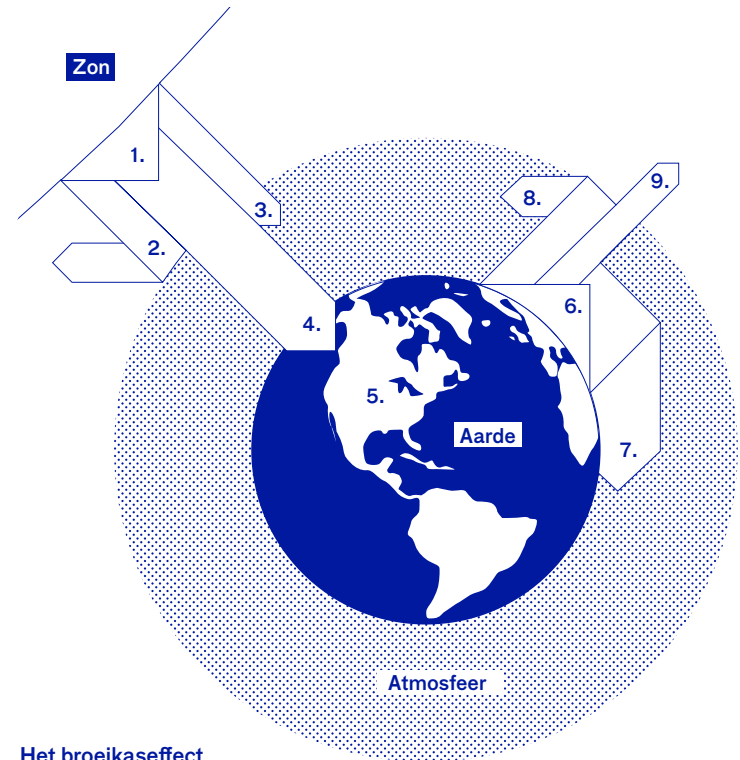 Zon
1.
2.
3.
4.
5.
6.
7.
8.
9.
Aarde
Atmosfeer
Het broeikaseffect